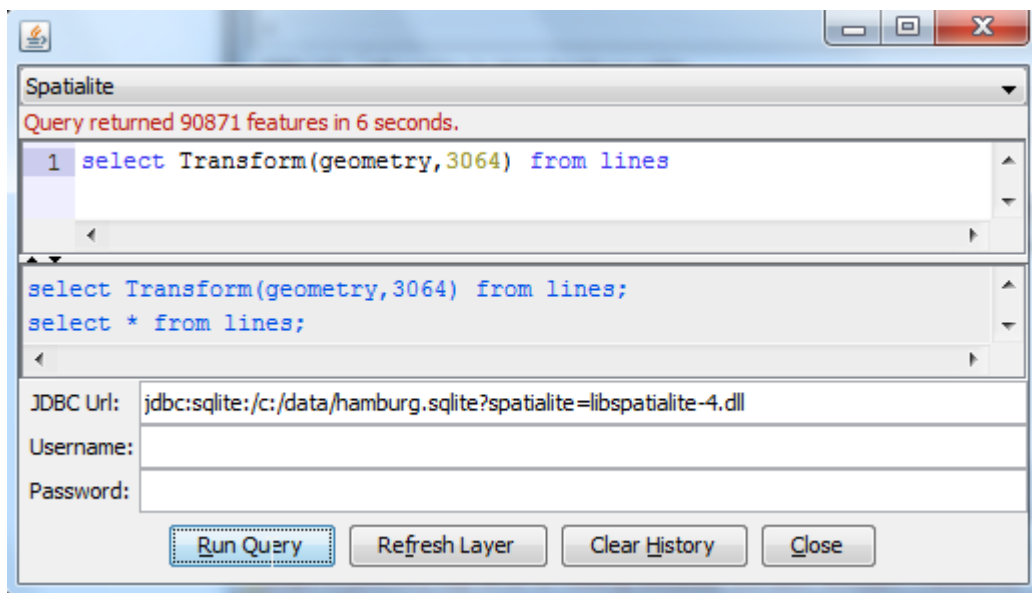 Spatialite
Query returned 90871 features in 6 seconds.
1 select Transform(geometry,3064) from lines
select Transform(geometry,3064) from lines;
select * from lines;
JDBC Url: jdbc:sqlite:/c:/data/hamburg.sqlite?spatialite=libspatialite-4.dll
Username:
Password:
Run Query Refresh Layer Clear History Close